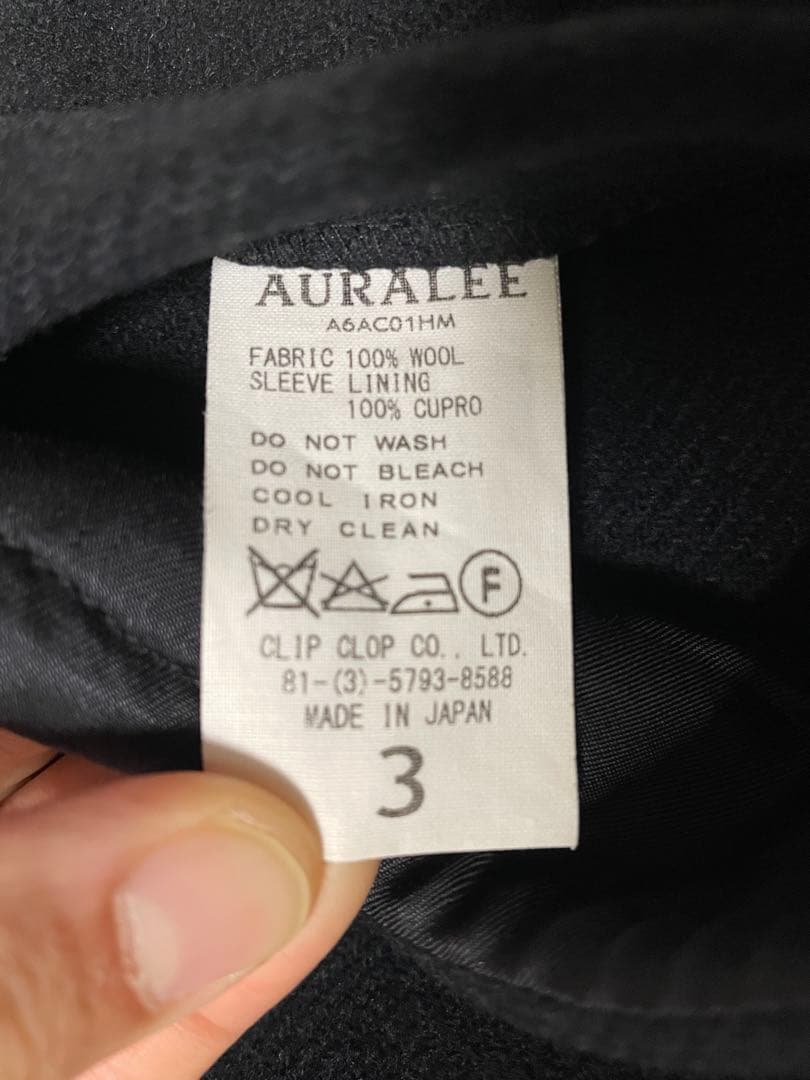 AURALEE
A6AC01HM
FABRIC 100% WOOL
SLEEVE LINING
100% CUPRO
DO NOT WASH
DO NOT BLEACH
COOL IRON
DRY CLEAN
F
CLIP CLOP CO., LTD.
81-(3)-5793-8588
MADE IN JAPAN
3